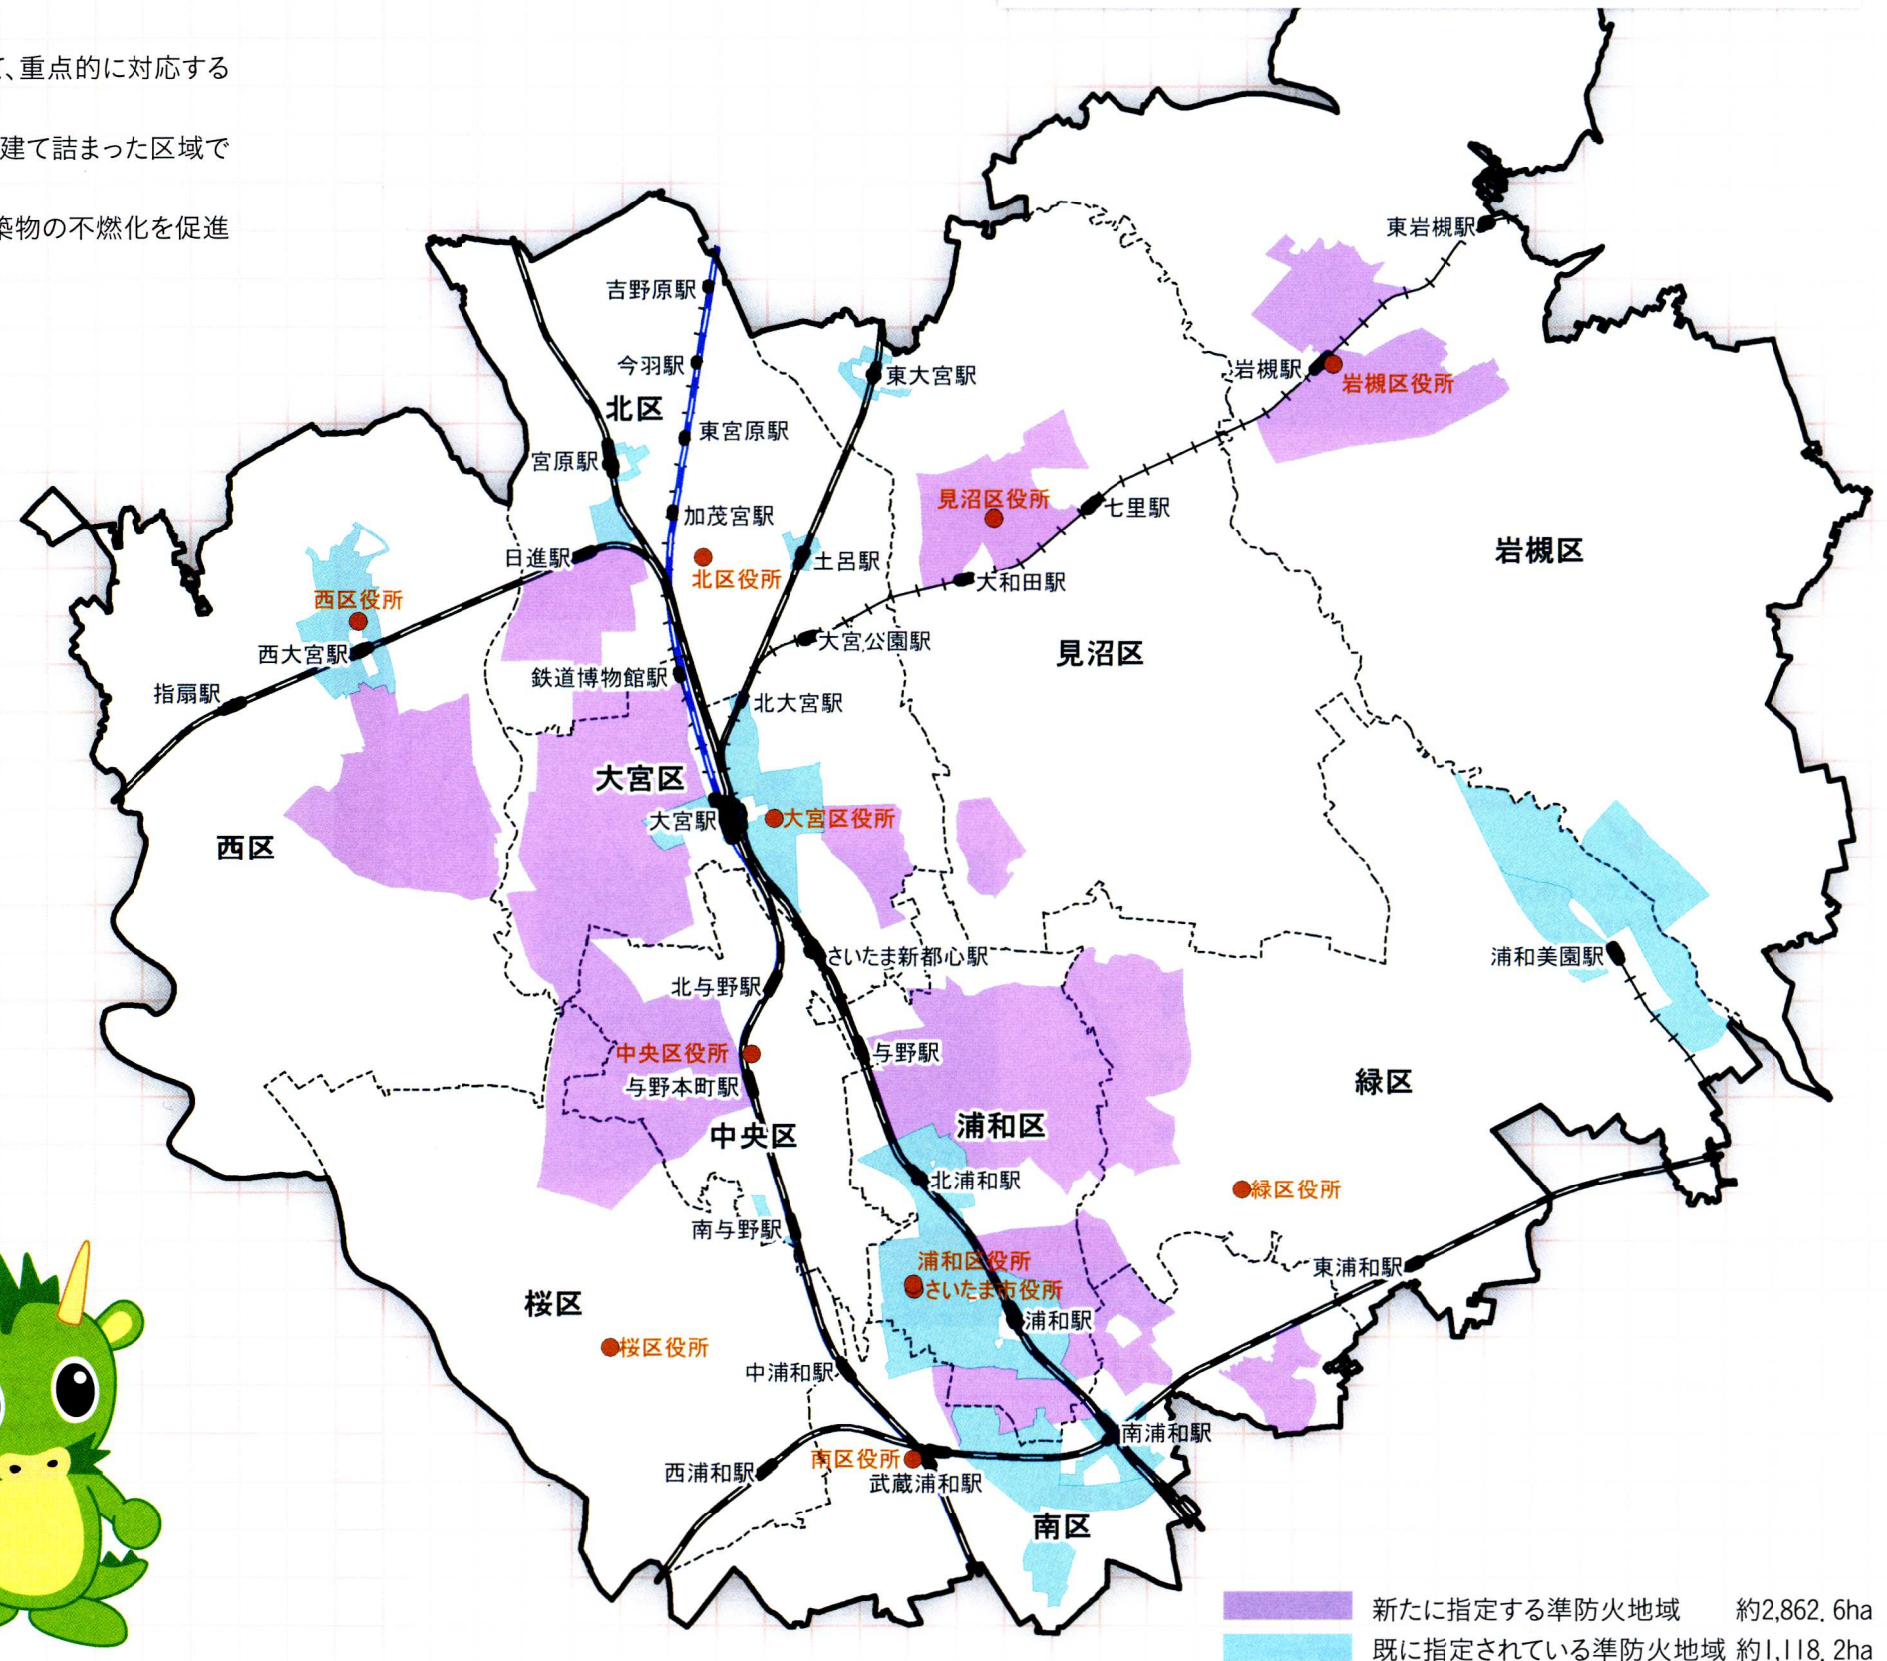 、重点的に対応する
建て詰まった区域で
築物の不燃化を促進
東岩槻駅
吉野原駅
今羽駅
岩槻駅
岩槻区役所
東大宮駅
北区
東宮原駅
宮原駅
見沼区役所
七里駅
加茂宮駅
日進駅
土呂駅
岩槻区
北区役所
大和田駅
西区役所
大宮公園駅
西大宮駅
見沼区
鉄道博物館駅
指扇駅
北大宮駅
大宮区
大宮駅
大宮区役所
西区
さいたま新都心駅
浦和美園駅
北与野駅
中央区役所
与野駅
与野本町駅
緑区
浦和区
中央区
北浦和駅
緑区役所
南与野駅
浦和区役所
東浦和駅
さいたま市役所
桜区
浦和駅
桜区役所
中浦和駅
南浦和駅
南区役所
西浦和駅
武蔵浦和駅
南区
新たに指定する準防火地域 約2,862.6ha
既に指定されている準防火地域 約1,118.2ha